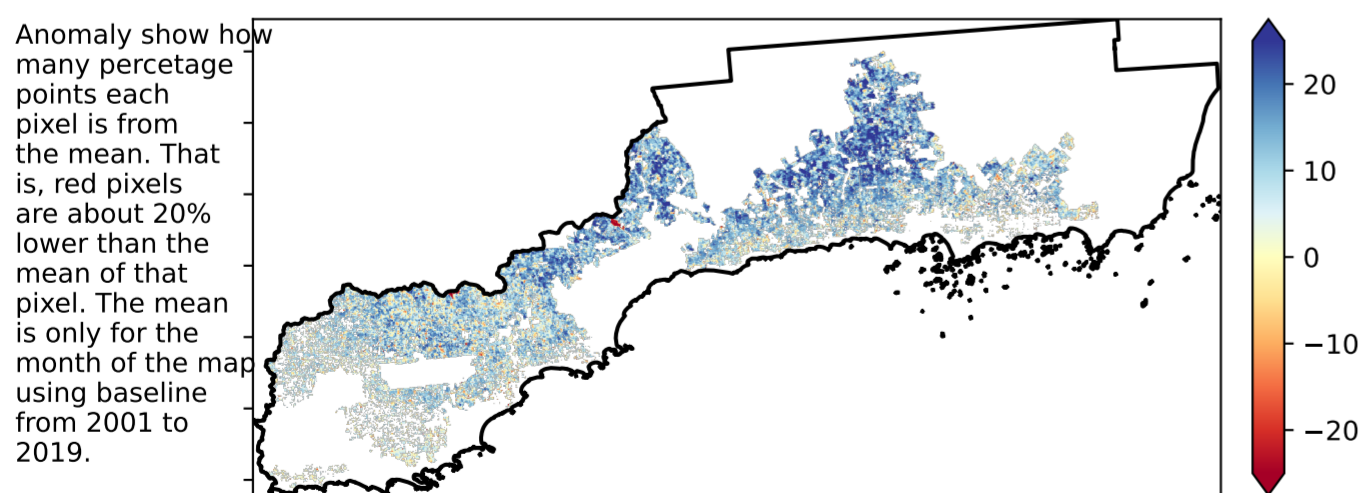 Anomaly show how
many percetage
points each
pixel is from
the mean. That
is, red pixels
are about 20%
lower than the
mean of that
pixel. The mean
is only for the
month of the map
using baseline
from 2001 to
2019.
20
10
0
−10
−20